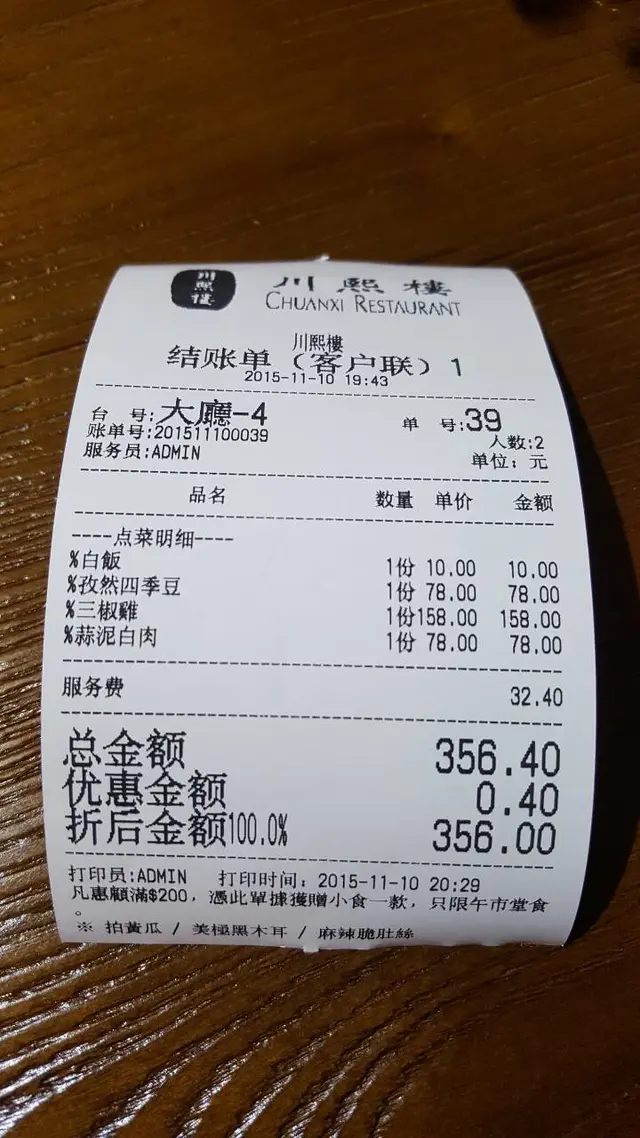 川熙樓
川熙樓
CHUANXI RESTAURANT
川熙樓
结账单（客户联）1
2015-11-10 19:43
台 号:大廳-4 单 号:39
账单号:201511100039 人数:2
服务员:ADMIN 单位: 元
品名 数量 单价 金额
----点菜明细----
%白飯 1份 10.00 10.00
%孜然四季豆 1份 78.00 78.00
%三椒雞 1份158.00 158.00
%蒜泥白肉 1份 78.00 78.00
服务费 32.40
总金额 356.40
优惠金额 0.40
折后金额100.0% 356.00
打印员:ADMIN 打印时间: 2015-11-10 20:29
凡惠顧滿$200，憑此單據獲贈小食一款，只限午市堂食
。
※ 拍黃瓜 / 美極黑木耳 / 麻辣脆肚絲